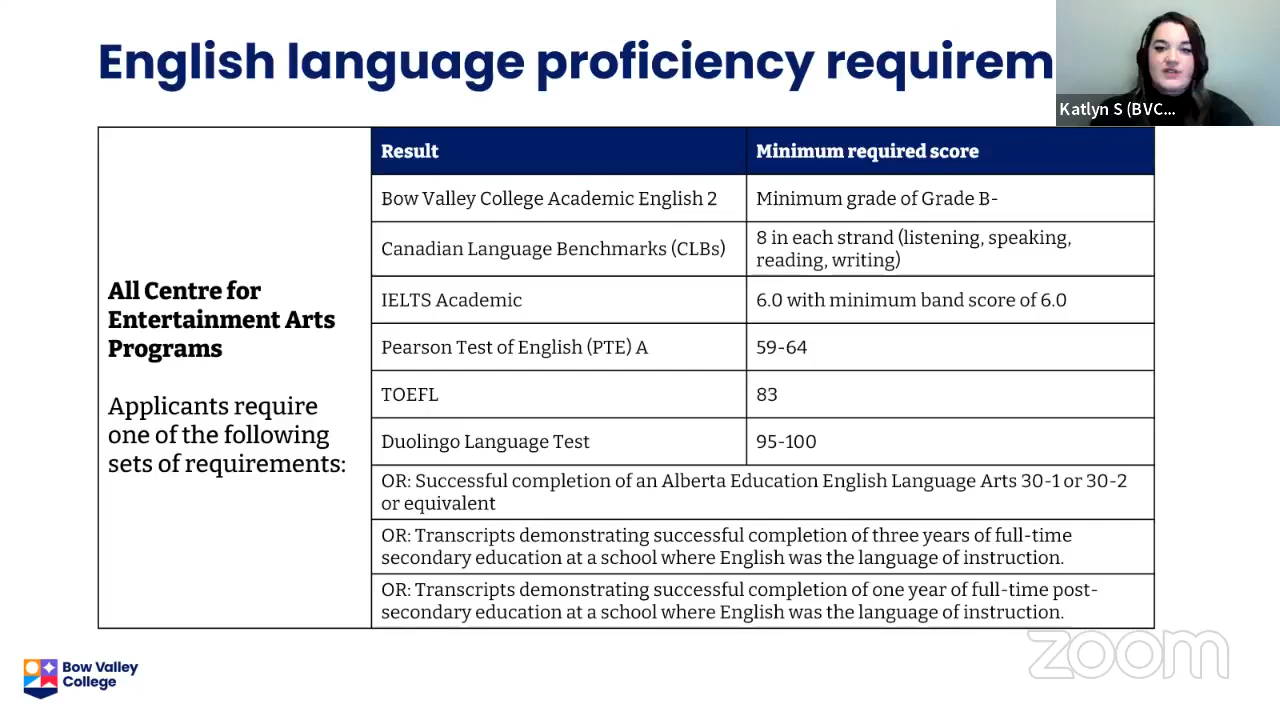 English language proficiency requirem
Katlyn S (BVC...
Result
Minimum required score
Bow Valley College Academic English 2
Minimum grade of Grade B-
Canadian Language Benchmarks (CLBs)
8 in each strand (listening, speaking,
reading, writing)
All Centre for
Entertainment Arts
Programs
Applicants require
one of the following
sets of requirements:
IELTS Academic
6.0 with minimum band score of 6.0
Pearson Test of English (PTE) A
59-64
TOEFL
83
Duolingo Language Test
95-100
OR: Successful completion of an Alberta Education English Language Arts 30-1 or 30-2
or equivalent
OR: Transcripts demonstrating successful completion of three years of full-time
secondary education at a school where English was the language of instruction.
OR: Transcripts demonstrating successful completion of one year of full-time post-
secondary education at a school where English was the language of instruction.
Bow Valley
College
zoom